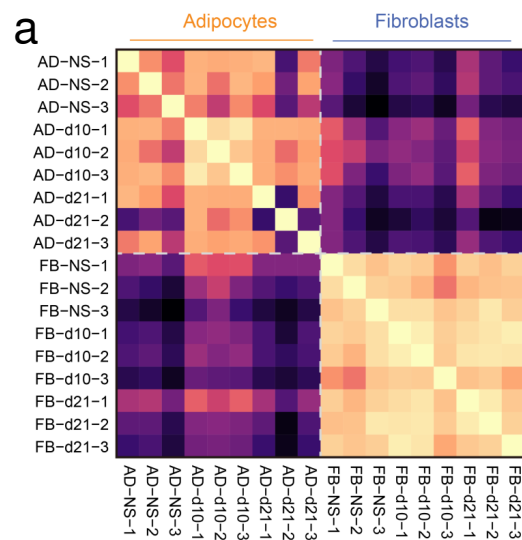 a
Adipocytes Fibroblasts
AD-NS-1
AD-NS-2
AD-NS-3
AD-d10-1
AD-d10-2
AD-d10-3
AD-d21-1
AD-d21-2
AD-d21-3
FB-NS-1
FB-NS-2
FB-NS-3
FB-d10-1
FB-d10-2
FB-d10-3
FB-d21-1
FB-d21-2
FB-d21-3
AD-NS-1
AD-NS-2
AD-NS-3
AD-d10-1
AD-d10-2
AD-d10-3
AD-d21-1
AD-d21-2
AD-d21-3
FB-NS-1
FB-NS-2
FB-NS-3
FB-d10-1
FB-d10-2
FB-d10-3
FB-d21-1
FB-d21-2
FB-d21-3